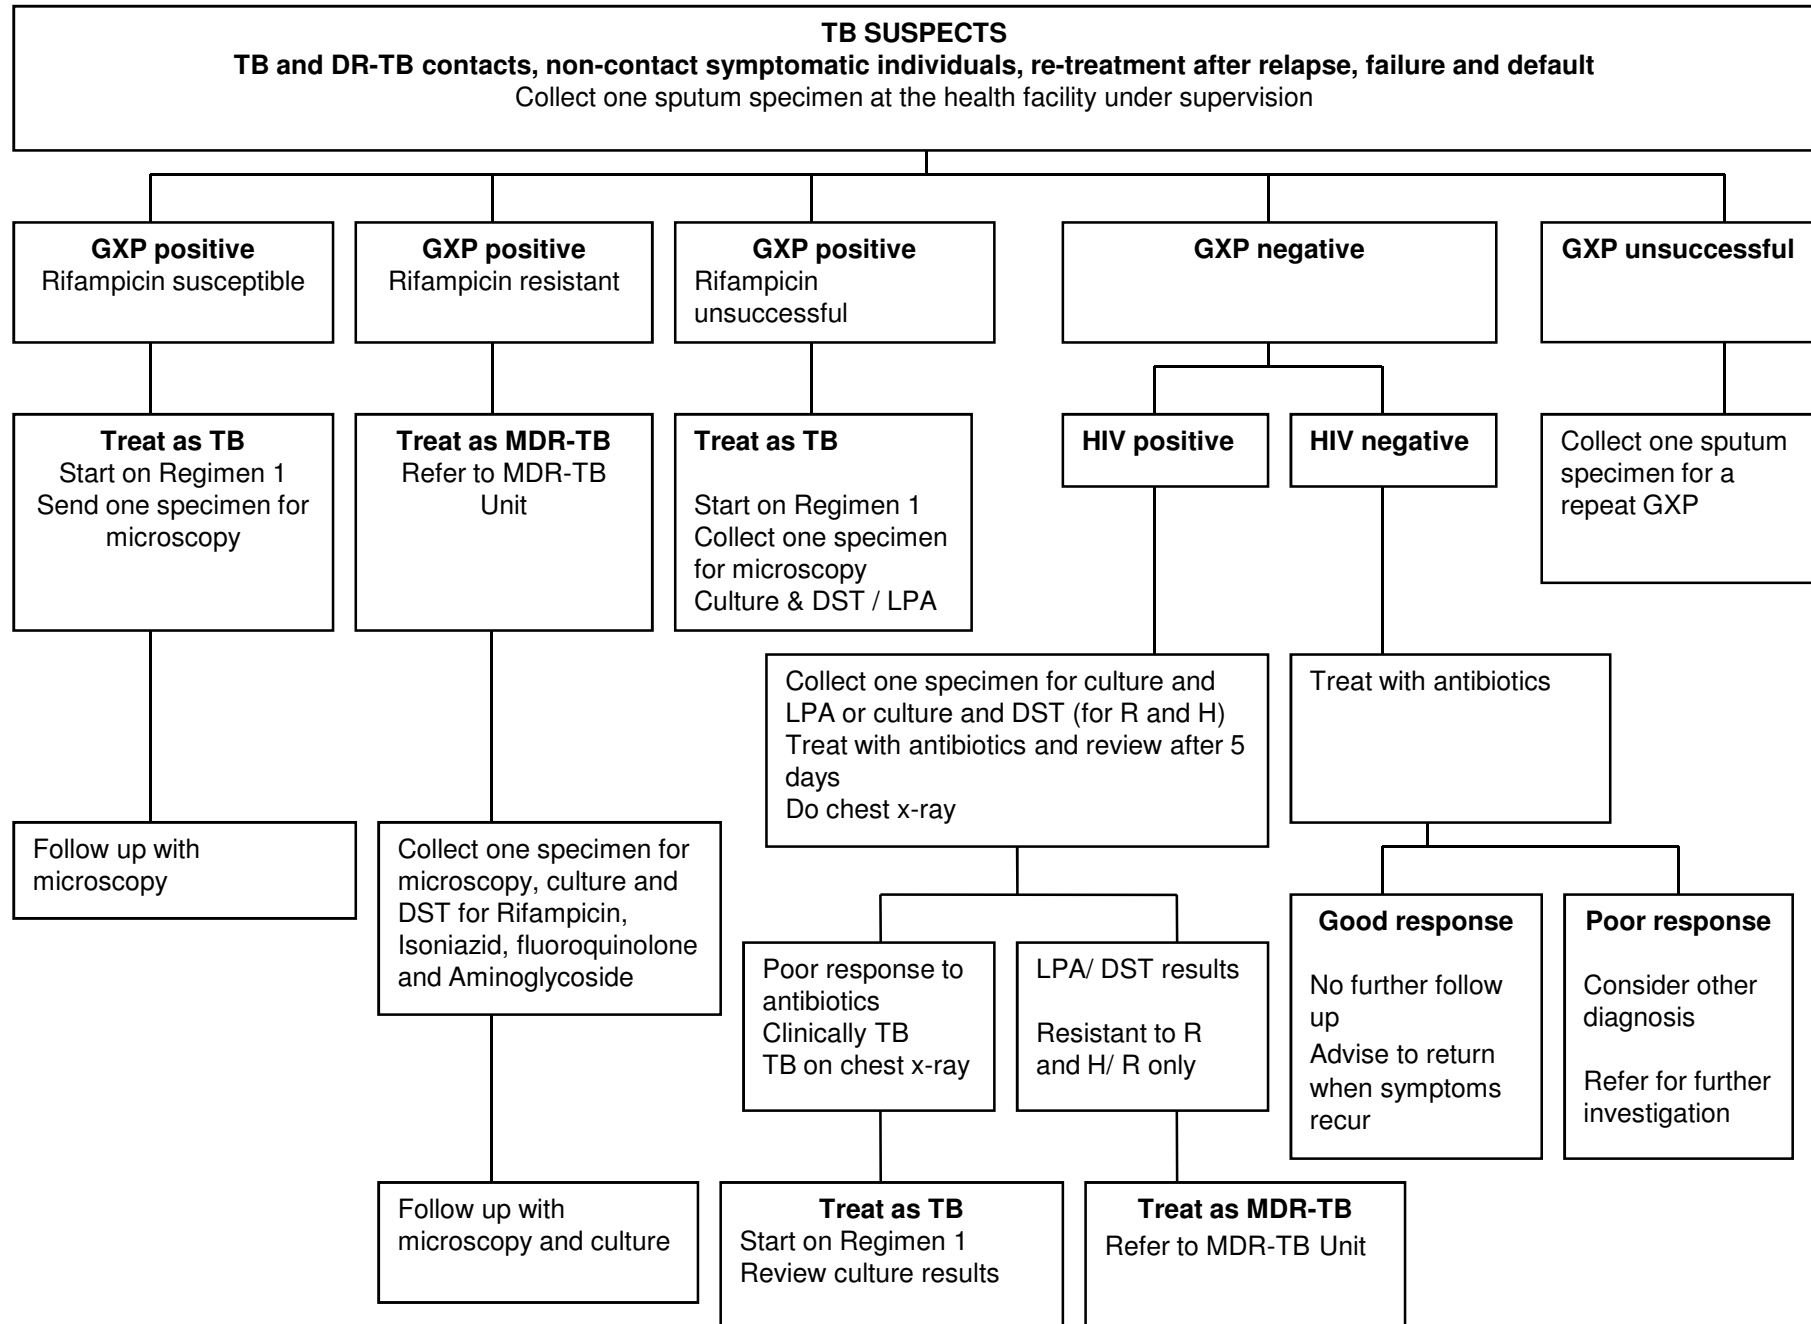 TB SUSPECTS
TB and DR-TB contacts, non-contact symptomatic individuals, re-treatment after relapse, failure and default
Collect one sputum specimen at the health facility under supervision
GXP positive
Rifampicin susceptible
GXP positive
Rifampicin resistant
GXP positive
Rifampicin
unsuccessful
GXP negative
GXP unsuccessful
Treat as TB
Start on Regimen 1
Send one specimen for
microscopy
Treat as MDR-TB
Refer to MDR-TB
Unit
Treat as TB
Start on Regimen 1
Collect one specimen
for microscopy
Culture & DST / LPA
HIV positive
HIV negative
Collect one sputum
specimen for a
repeat GXP
Collect one specimen for culture and
LPA or culture and DST (for R and H)
Treat with antibiotics and review after 5
days
Do chest x-ray
Treat with antibiotics
Follow up with
microscopy
Collect one specimen for
microscopy, culture and
DST for Rifampicin,
Isoniazid, fluoroquinolone
and Aminoglycoside
Poor response to
antibiotics
Clinically TB
TB on chest x-ray
LPA/ DST results
Resistant to R
and H/ R only
Good response
No further follow
up
Advise to return
when symptoms
recur
Poor response
Consider other
diagnosis
Refer for further
investigation
Follow up with
microscopy and culture
Treat as TB
Start on Regimen 1
Review culture results
Treat as MDR-TB
Refer to MDR-TB Unit